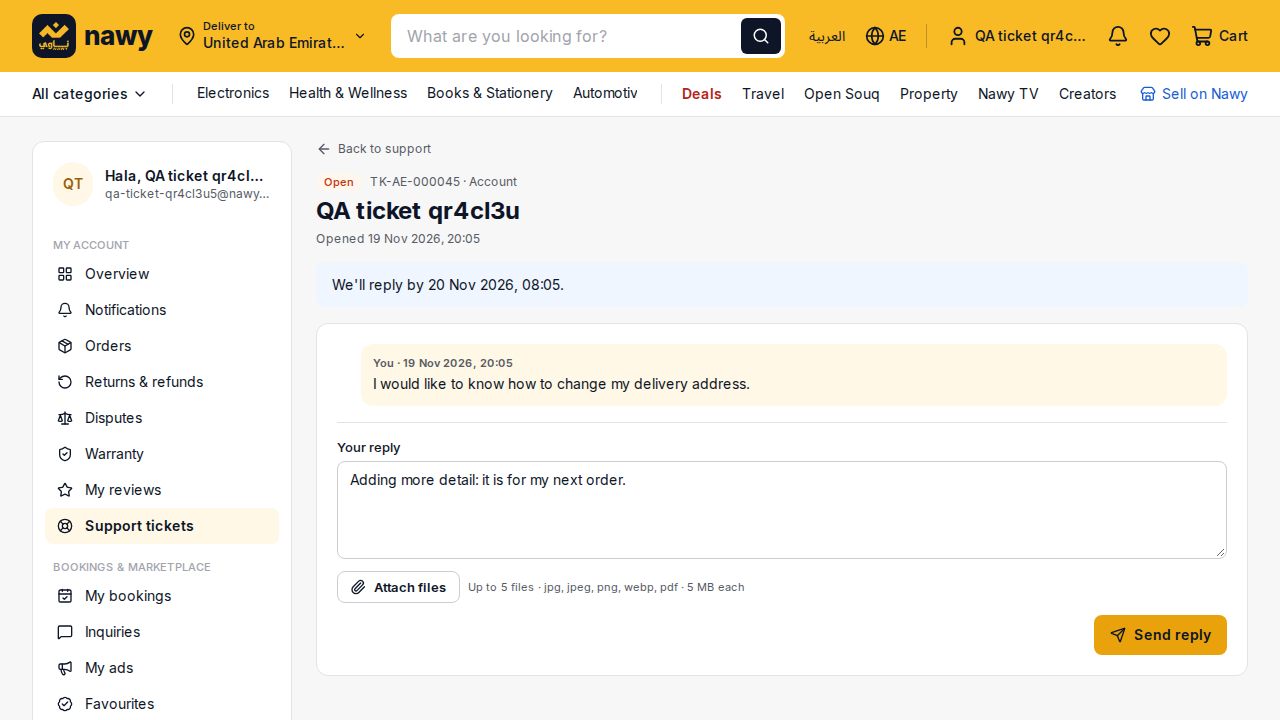 ناوي
nawy
Deliver to
United Arab Emirat...
What are you looking for?
العربية
AE
QA ticket qr4c...
Cart
All categories
Electronics
Health & Wellness
Books & Stationery
Automotiv
Deals
Travel
Open Souq
Property
Nawy TV
Creators
Sell on Nawy
QT
Hala, QA ticket qr4cl...
qa-ticket-qr4cl3u5@nawy...
MY ACCOUNT
Overview
Notifications
Orders
Returns & refunds
Disputes
Warranty
My reviews
Support tickets
BOOKINGS & MARKETPLACE
My bookings
Inquiries
My ads
Favourites
Back to support
Open TK-AE-000045 · Account
QA ticket qr4cl3u
Opened 19 Nov 2026, 20:05
We'll reply by 20 Nov 2026, 08:05.
You · 19 Nov 2026, 20:05
I would like to know how to change my delivery address.
Your reply
Adding more detail: it is for my next order.
Attach files
Up to 5 files · jpg, jpeg, png, webp, pdf · 5 MB each
Send reply